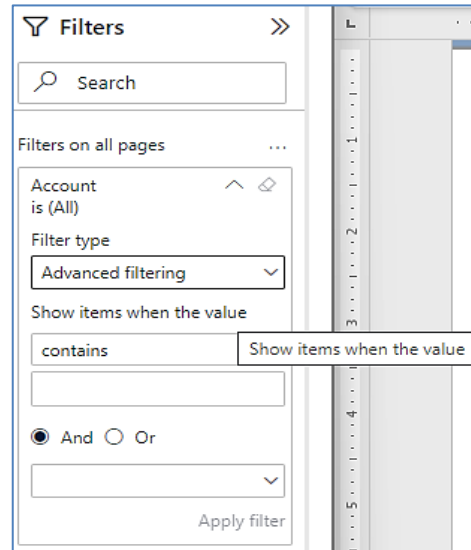 Filters
Search
Filters on all pages
Account
is (All)
Filter type
Advanced filtering
Show items when the value
contains
Show items when the value
And Or
Apply filter
1
2
3
4
5